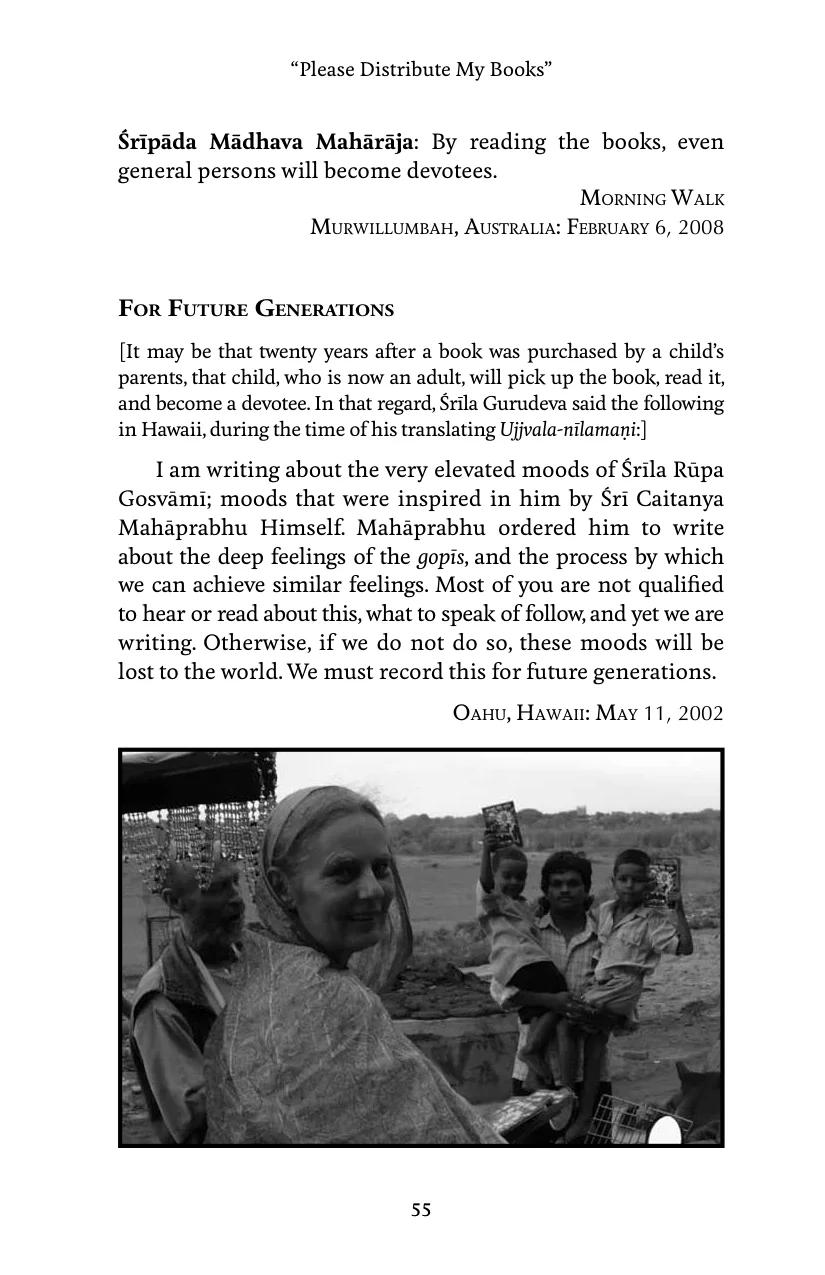 “Please Distribute My Books”
Śrīpāda Mādhava Mahārāja: By reading the books, even
general persons will become devotees.
Morning Walk
Murwillumbah, Australia: February 6, 2008
For Future Generations
[It may be that twenty years after a book was purchased by a child’s
parents, that child, who is now an adult, will pick up the book, read it,
and become a devotee. In that regard, Śrīla Gurudeva said the following
in Hawaii, during the time of his translating Ujjvala-nīlamaṇi:]
I am writing about the very elevated moods of Śrīla Rūpa
Gosvāmī; moods that were inspired in him by Śrī Caitanya
Mahāprabhu Himself. Mahāprabhu ordered him to write
about the deep feelings of the gopīs, and the process by which
we can achieve similar feelings. Most of you are not qualified
to hear or read about this, what to speak of follow, and yet we are
writing. Otherwise, if we do not do so, these moods will be
lost to the world. We must record this for future generations.
Oahu, Hawaii: May 11, 2002
55